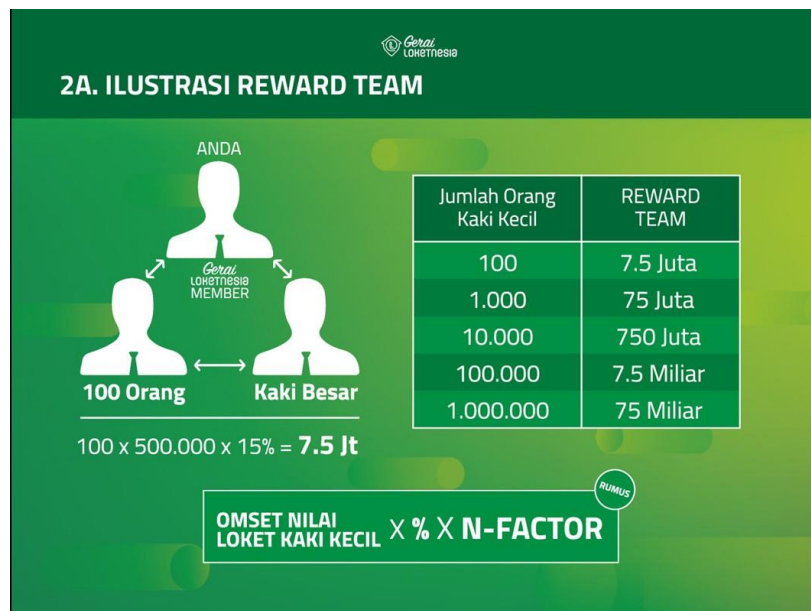 Gerai
LOKETNESIA
2A. ILUSTRASI REWARD TEAM
ANDA
Gerai
LOKETNESIA
MEMBER
100 Orang
Kaki Besar
100 x 500.000 x 15% = 7.5 Jt
Jumlah Orang Kaki Kecil REWARD TEAM
100 7.5 Juta
1.000 75 Juta
10.000 750 Juta
100.000 7.5 Miliar
1.000.000 75 Miliar
RUMUS
OMSET NILAI
LOKET KAKI KECIL X % X N-FACTOR